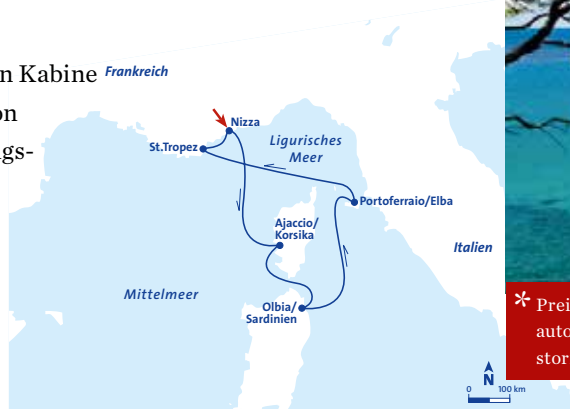 n Kabine
on
gs-
Frankreich
Nizza
St.Tropez
Ligurisches
Meer
Portoferraio/Elba
Ajaccio/
Korsika
Italien
Mittelmeer
Olbia/
Sardinien
N
0 100 km
* Prei
auto
stor